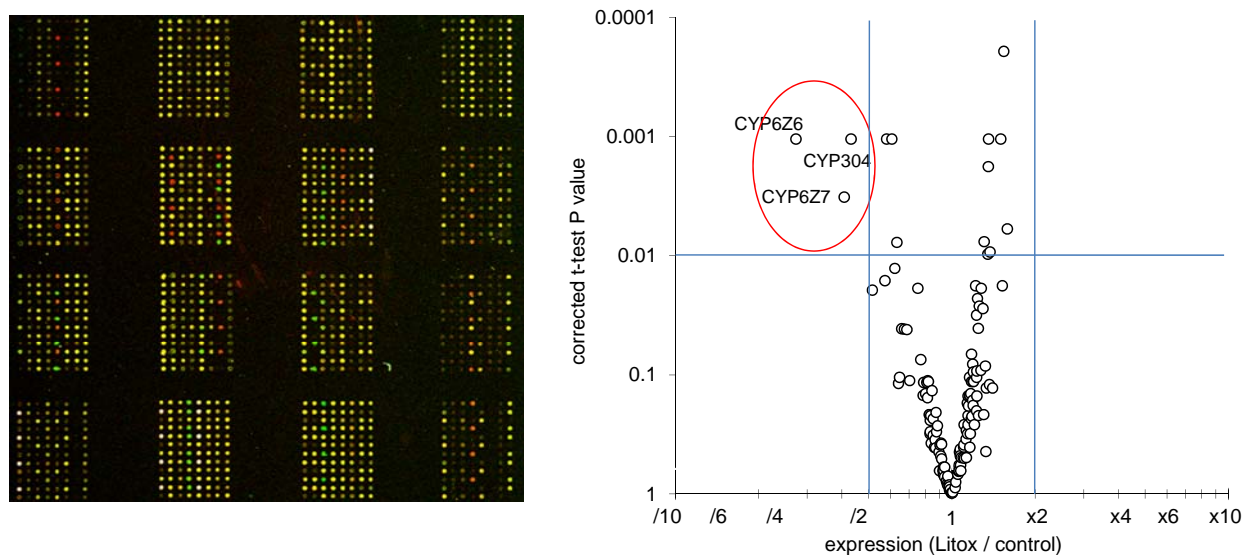 0.0001
0.001
0.01
0.1
1
corrected t-test P value
CYP6Z6
CYP304
CYP6Z7
/10 /6 /4 /2 1 x2 x4 x6 x10
expression (Litox / control)